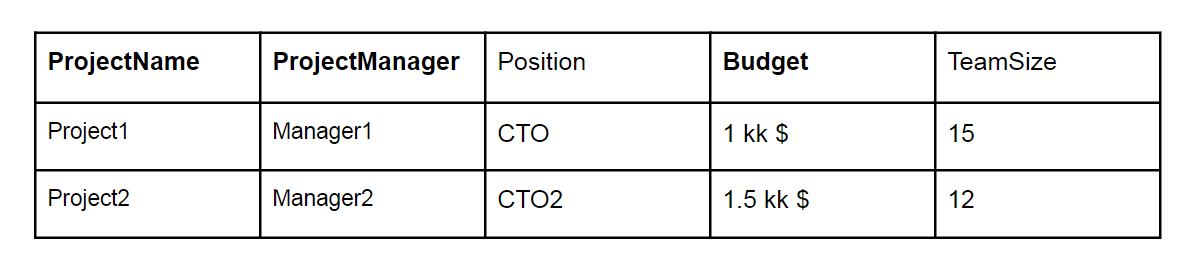 ProjectName ProjectManager Position Budget TeamSize
Project1 Manager1 CTO 1 kk $ 15
Project2 Manager2 CTO2 1.5 kk $ 12